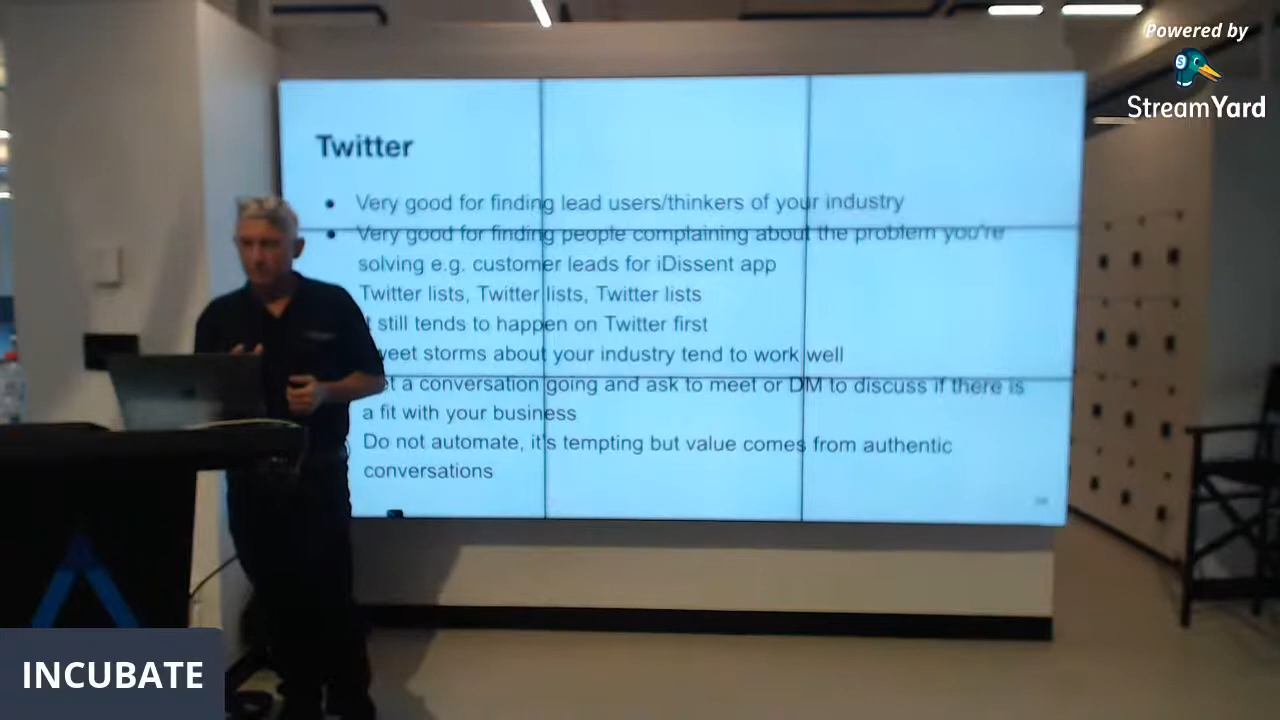 Powered by
StreamYard
Twitter
Very good for finding lead users/thinkers of your industry
Very good for finding people complaining about the problem you're
solving e.g. customer leads for iDissent app
Twitter lists, Twitter lists, Twitter lists
still tends to happen on Twitter first
storms about your industry tend to work well
a conversation going and ask to meet or DM to discuss if there is
a fit with your business
Do not automate, it's tempting but value comes from authentic
conversations
INCUBATE